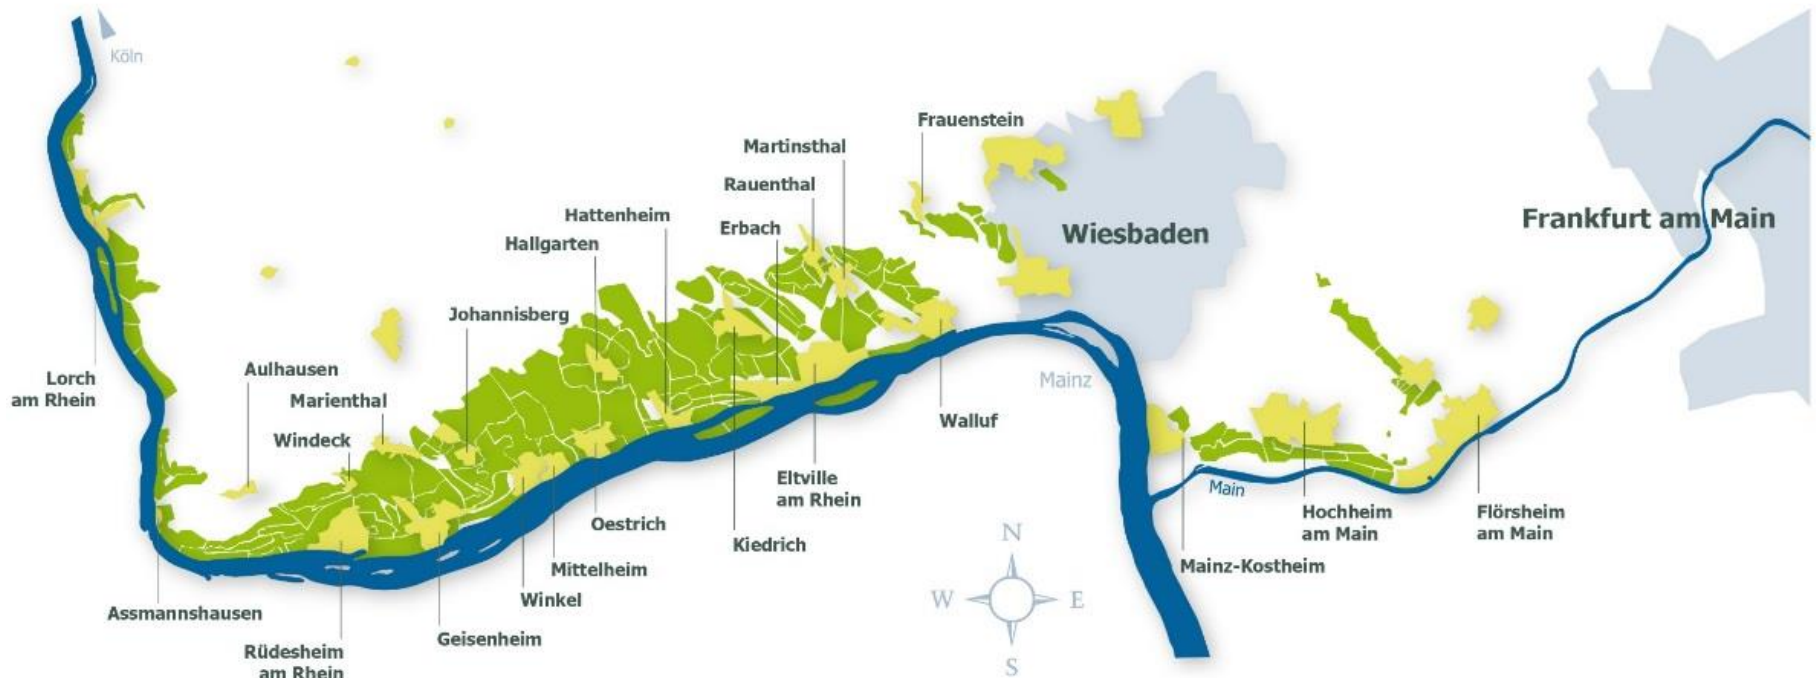 Köln
Frauenstein
Martinsthal
Rauenthal
Hattenheim
Erbach
Hallgarten
Wiesbaden
Frankfurt am Main
Johannisberg
Lorch
am Rhein
Aulhausen
Marienthal
Windeck
Mainz
Walluf
Eltville
am Rhein
Main
Oestrich
Kiedrich
Hochheim
am Main
Flörsheim
am Main
Mittelheim
Mainz-Kostheim
Winkel
Assmannshausen
Geisenheim
Rüdesheim
am Rhein
N
W
E
S